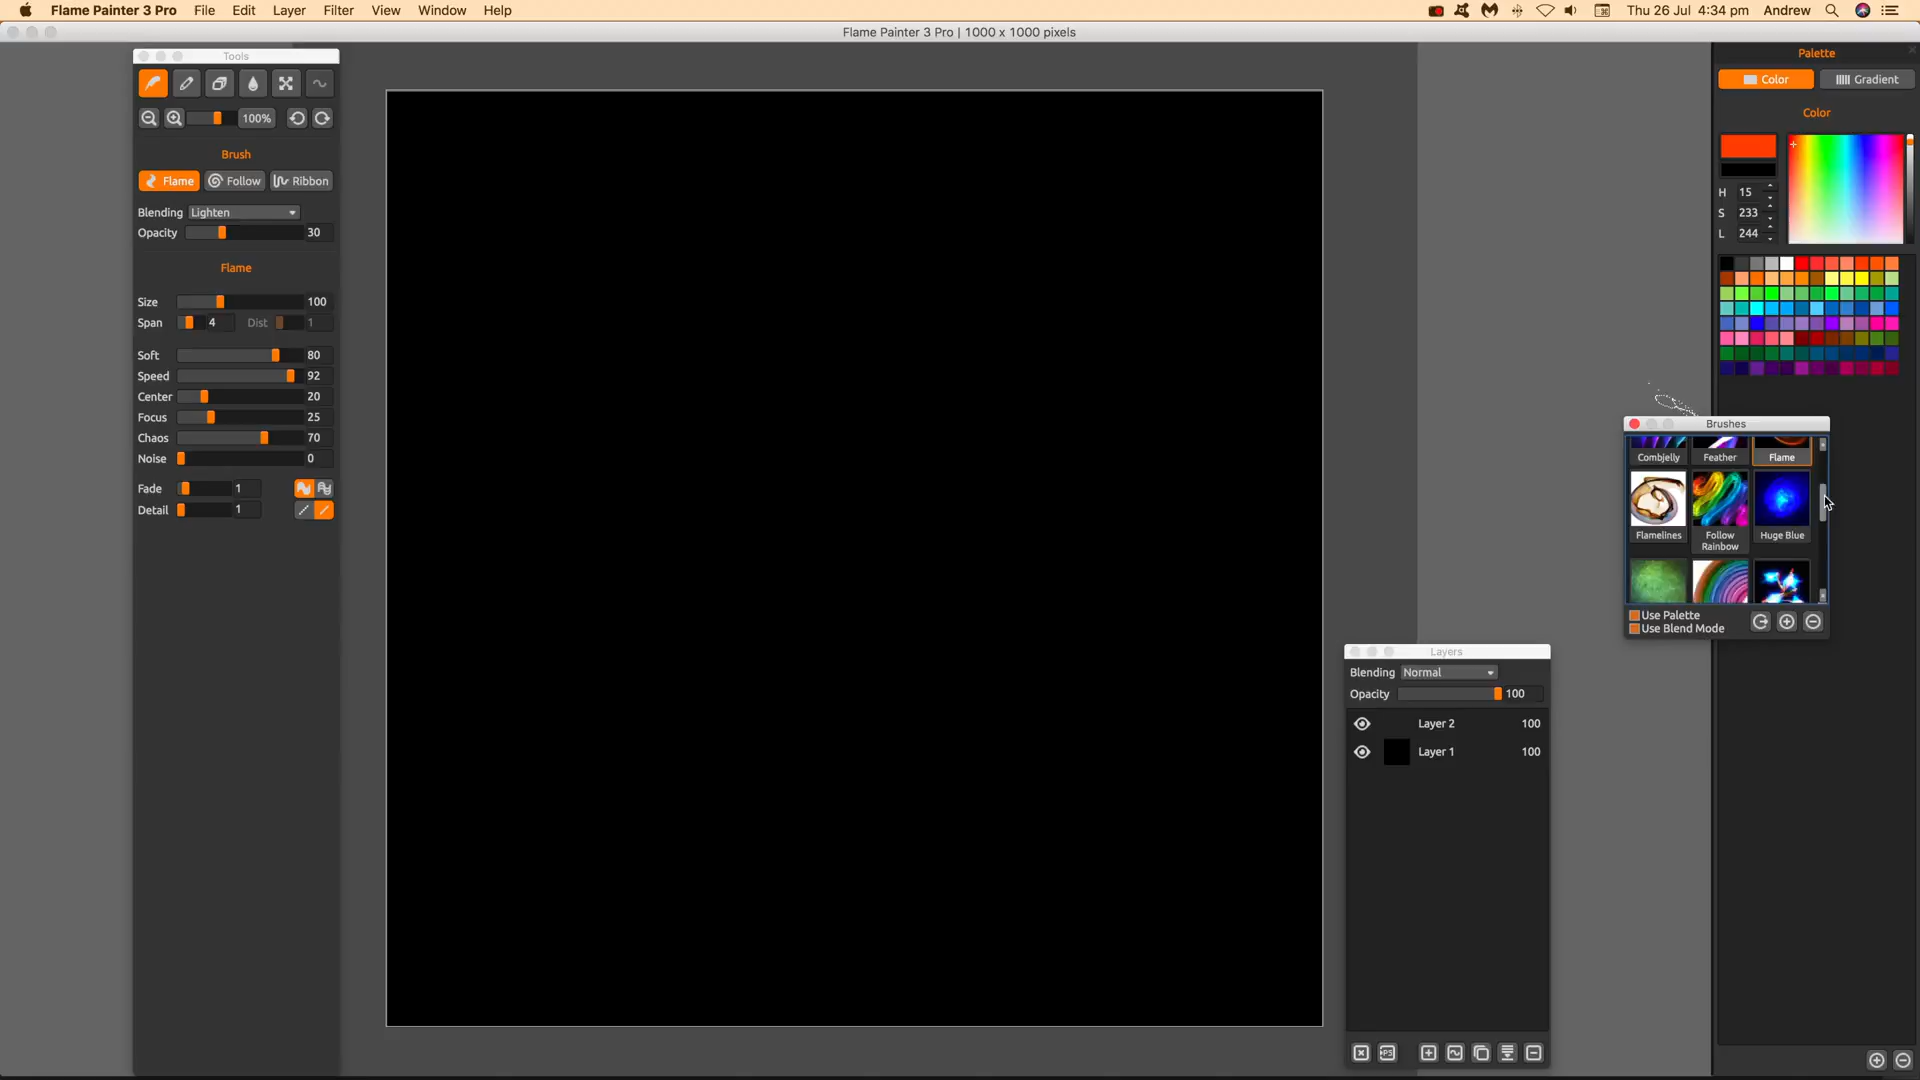 Flame Painter 3 Pro File Edit Layer Filter View Window Help Thu 26 Jul 4:34 pm Andrew
Flame Painter 3 Pro | 1000 x 1000 pixels
Tools
100%
Brush
Flame Follow Ribbon
Blending Lighten
Opacity 30
Flame
Size 100
Span 4 Dist 1
Soft 80
Speed 92
Center 20
Focus 25
Chaos 70
Noise 0
Fade 1
Detail 1
Palette
Color Gradient
Color
H 15
S 233
L 244
Brushes
Combjelly Feather Flame
Flamelines Follow Rainbow Huge Blue
Use Palette
Use Blend Mode
Layers
Blending Normal
Opacity 100
Layer 2 100
Layer 1 100
PS